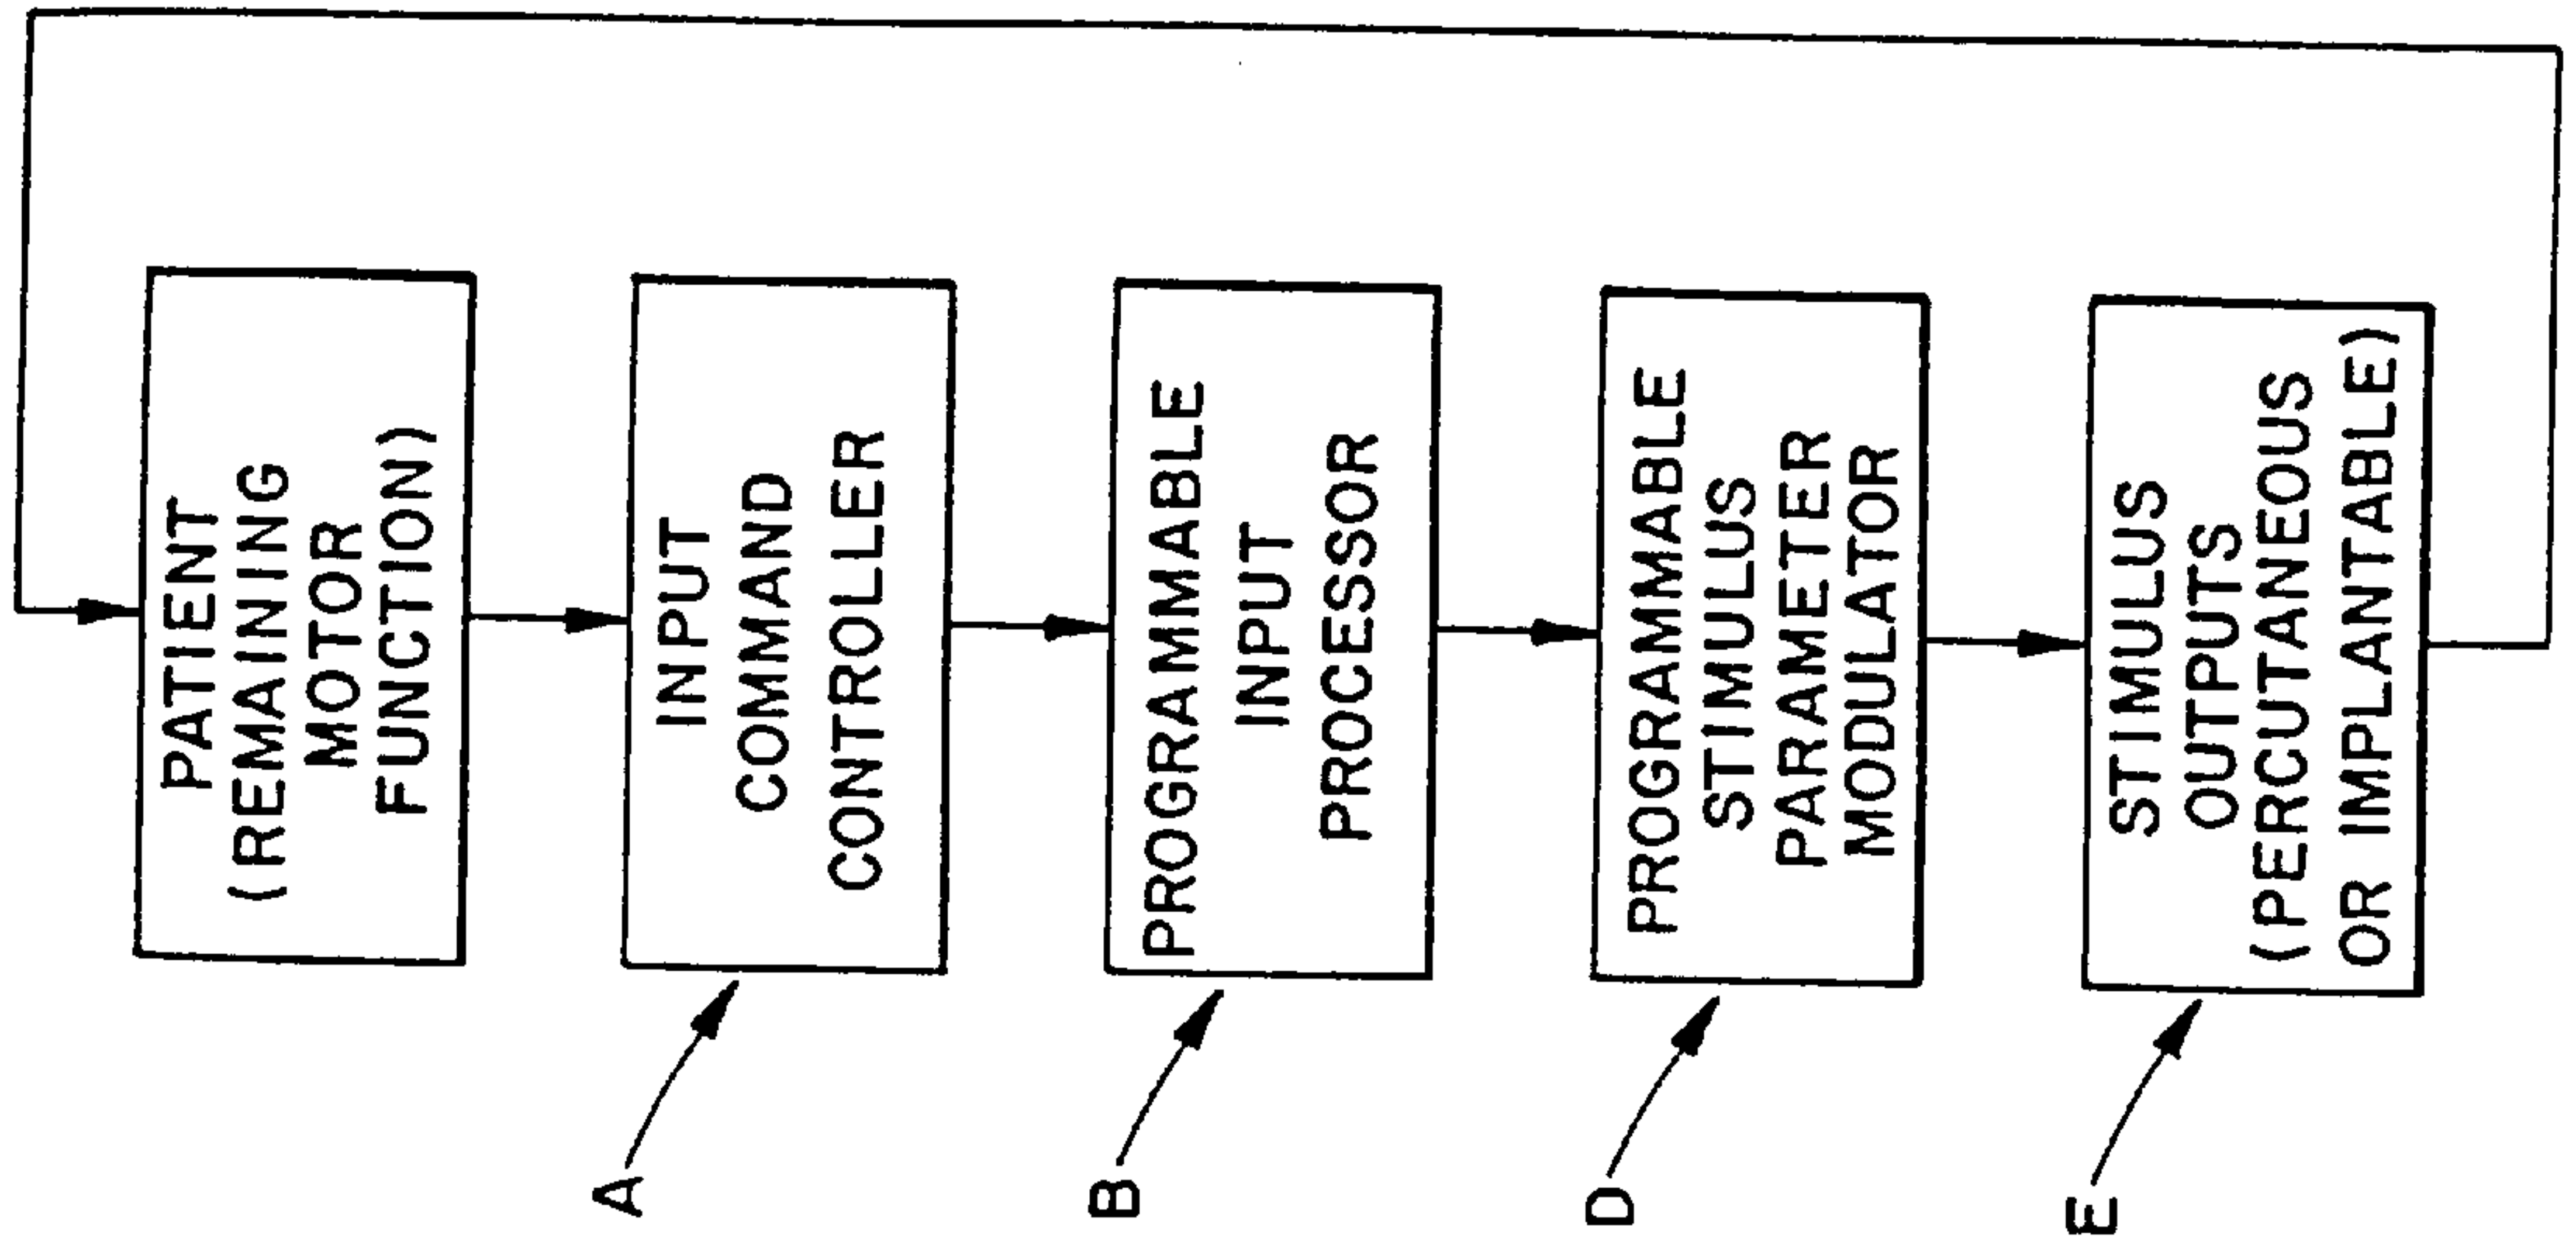 PATIENT
(REMAINING
MOTOR
FUNCTION)
INPUT
COMMAND
CONTROLLER
A
PROGRAMMABLE
INPUT
PROCESSOR
B
PROGRAMMABLE
STIMULUS
PARAMETER
MODULATOR
D
STIMULUS
OUTPUTS
(PERCUTANEOUS
OR IMPLANTABLE)
E